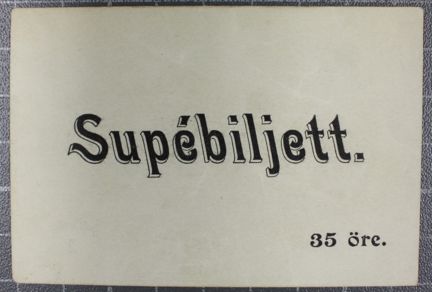 Supébiljett.
35 öre.